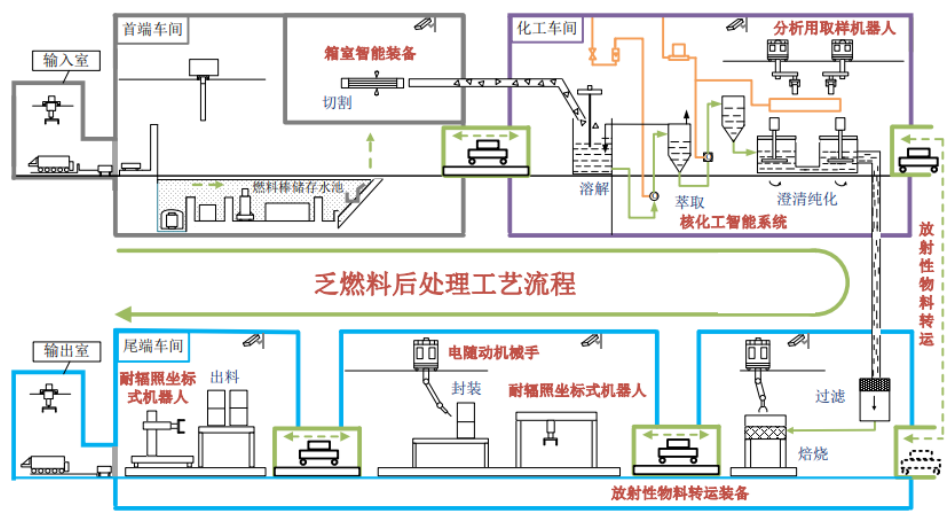 首端车间
化工车间
分析用取样机器人
输入室
箱室智能装备
切割
燃料棒储存水池
溶解
萃取
澄清纯化
核化工智能系统
放射性物料转运
乏燃料后处理工艺流程
尾端车间
输出室
耐辐照坐标
式机器人
出料
电随动机械手
封装
耐辐照坐标式机器人
过滤
焙烧
放射性物料转运装备